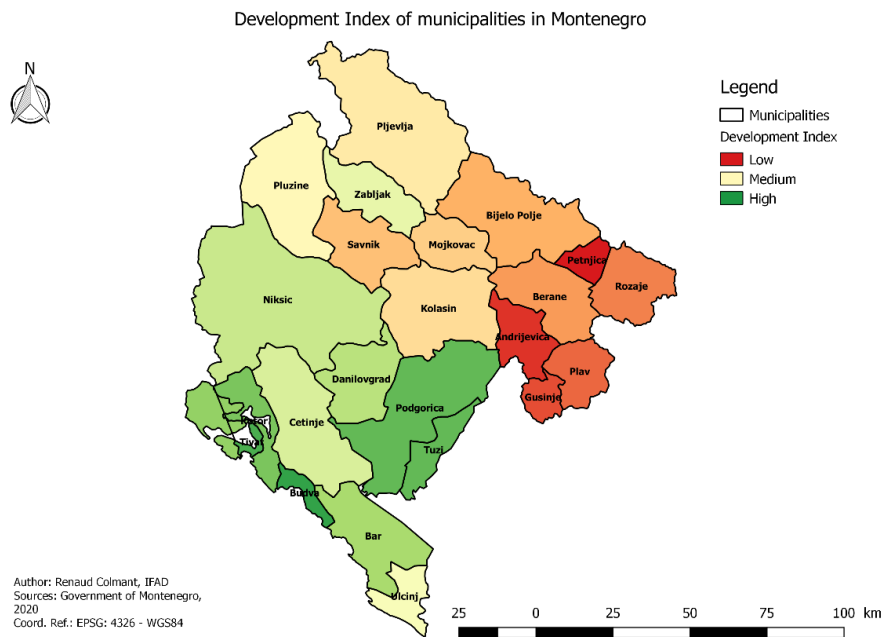 Development Index of municipalities in Montenegro
N
Legend
Municipalities
Development Index
Low
Medium
High
Pljevlja
Pluzine
Zabljak
Bijelo Polje
Savnik
Mojkovac
Petnjica
Rozaje
Niksic
Kolasin
Berane
Andrijevica
Danilovgrad
Plav
Gusinje
Podgorica
Cetinje
Kotor
Tivat
Tuzi
Budva
Bar
Ulcinj
Author: Renaud Colmant, IFAD
Sources: Government of Montenegro,
2020
Coord. Ref.: EPSG: 4326 - WGS84
25 0 25 50 75 100 km